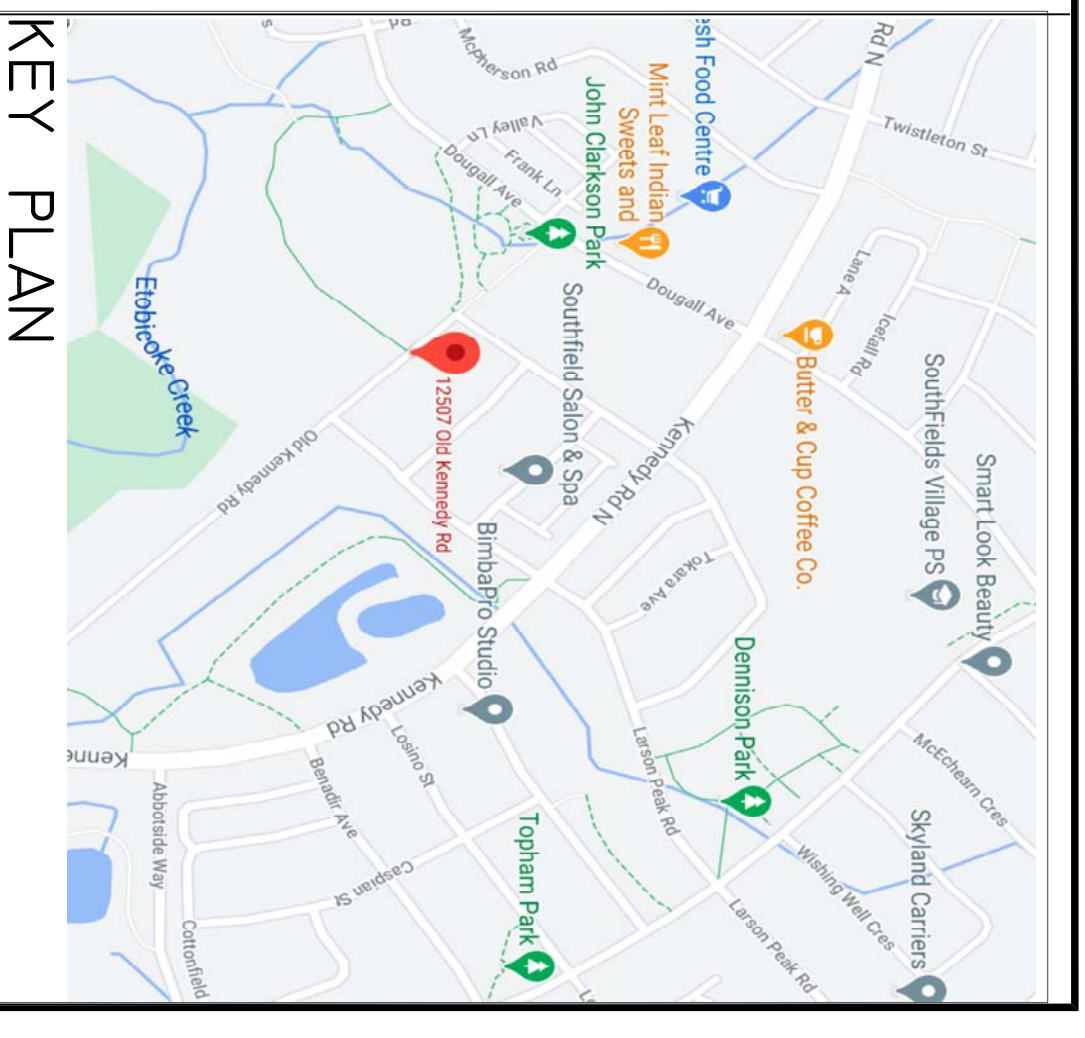 KEY PLAN
Rd N
Twistleton St
McPherson Rd
esh Food Centre
Mint Leaf Indian
Sweets and
John Clarkson Park
Valley Ln
Frank Ln
Dougall Ave
Dougall Ave
Lane A
Icefall Rd
Butter & Cup Coffee Co.
SouthFields Village PS
Smart Look Beauty
Southfield Salon & Spa
12507 Old Kennedy Rd
Etobicoke Creek
Old Kennedy Rd
Kennedy Rd N
BimbaPro Studio
Tokara Ave
Dennison Park
Larson Peak Rd
McEchearn Cres
Skyland Carriers
Wishing Well Cres
Larson Peak Rd
Kennedy Rd
Losino St
Benadir Ave
Kenne
Abbotside Way
Caspian St
Topham Park
Cottonfield